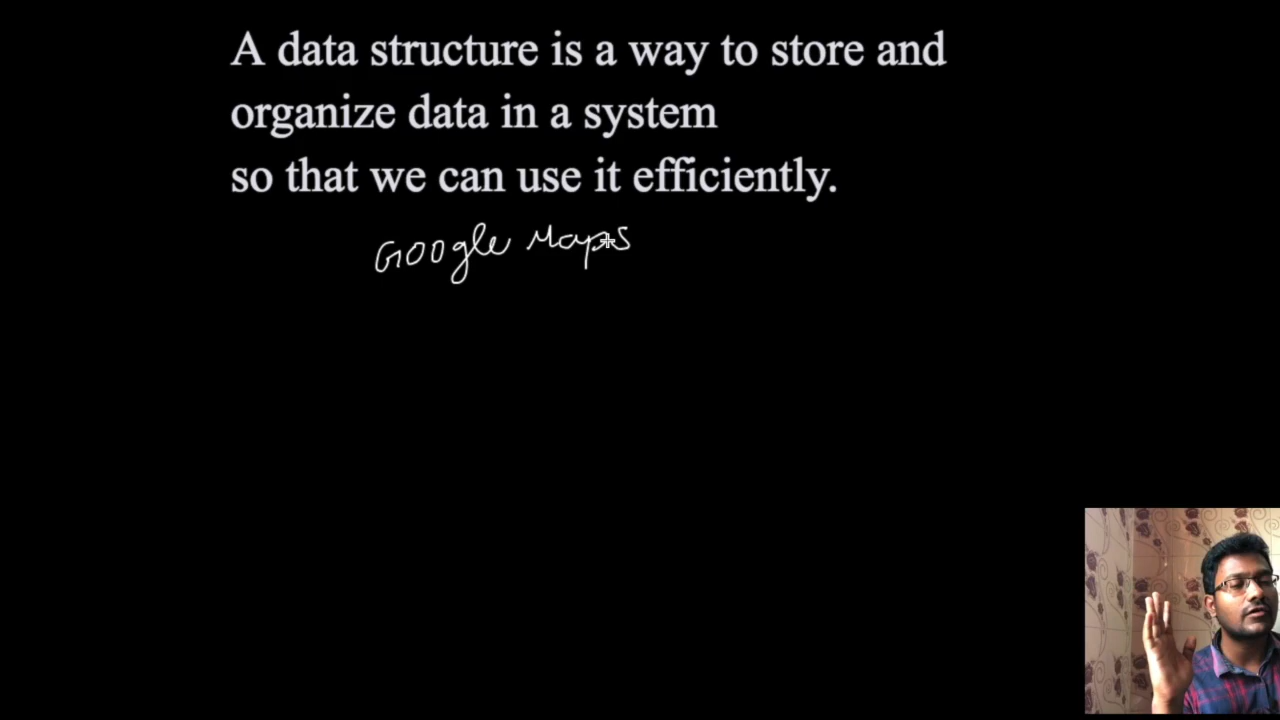 A data structure is a way to store and
organize data in a system
so that we can use it efficiently.
Google Maps